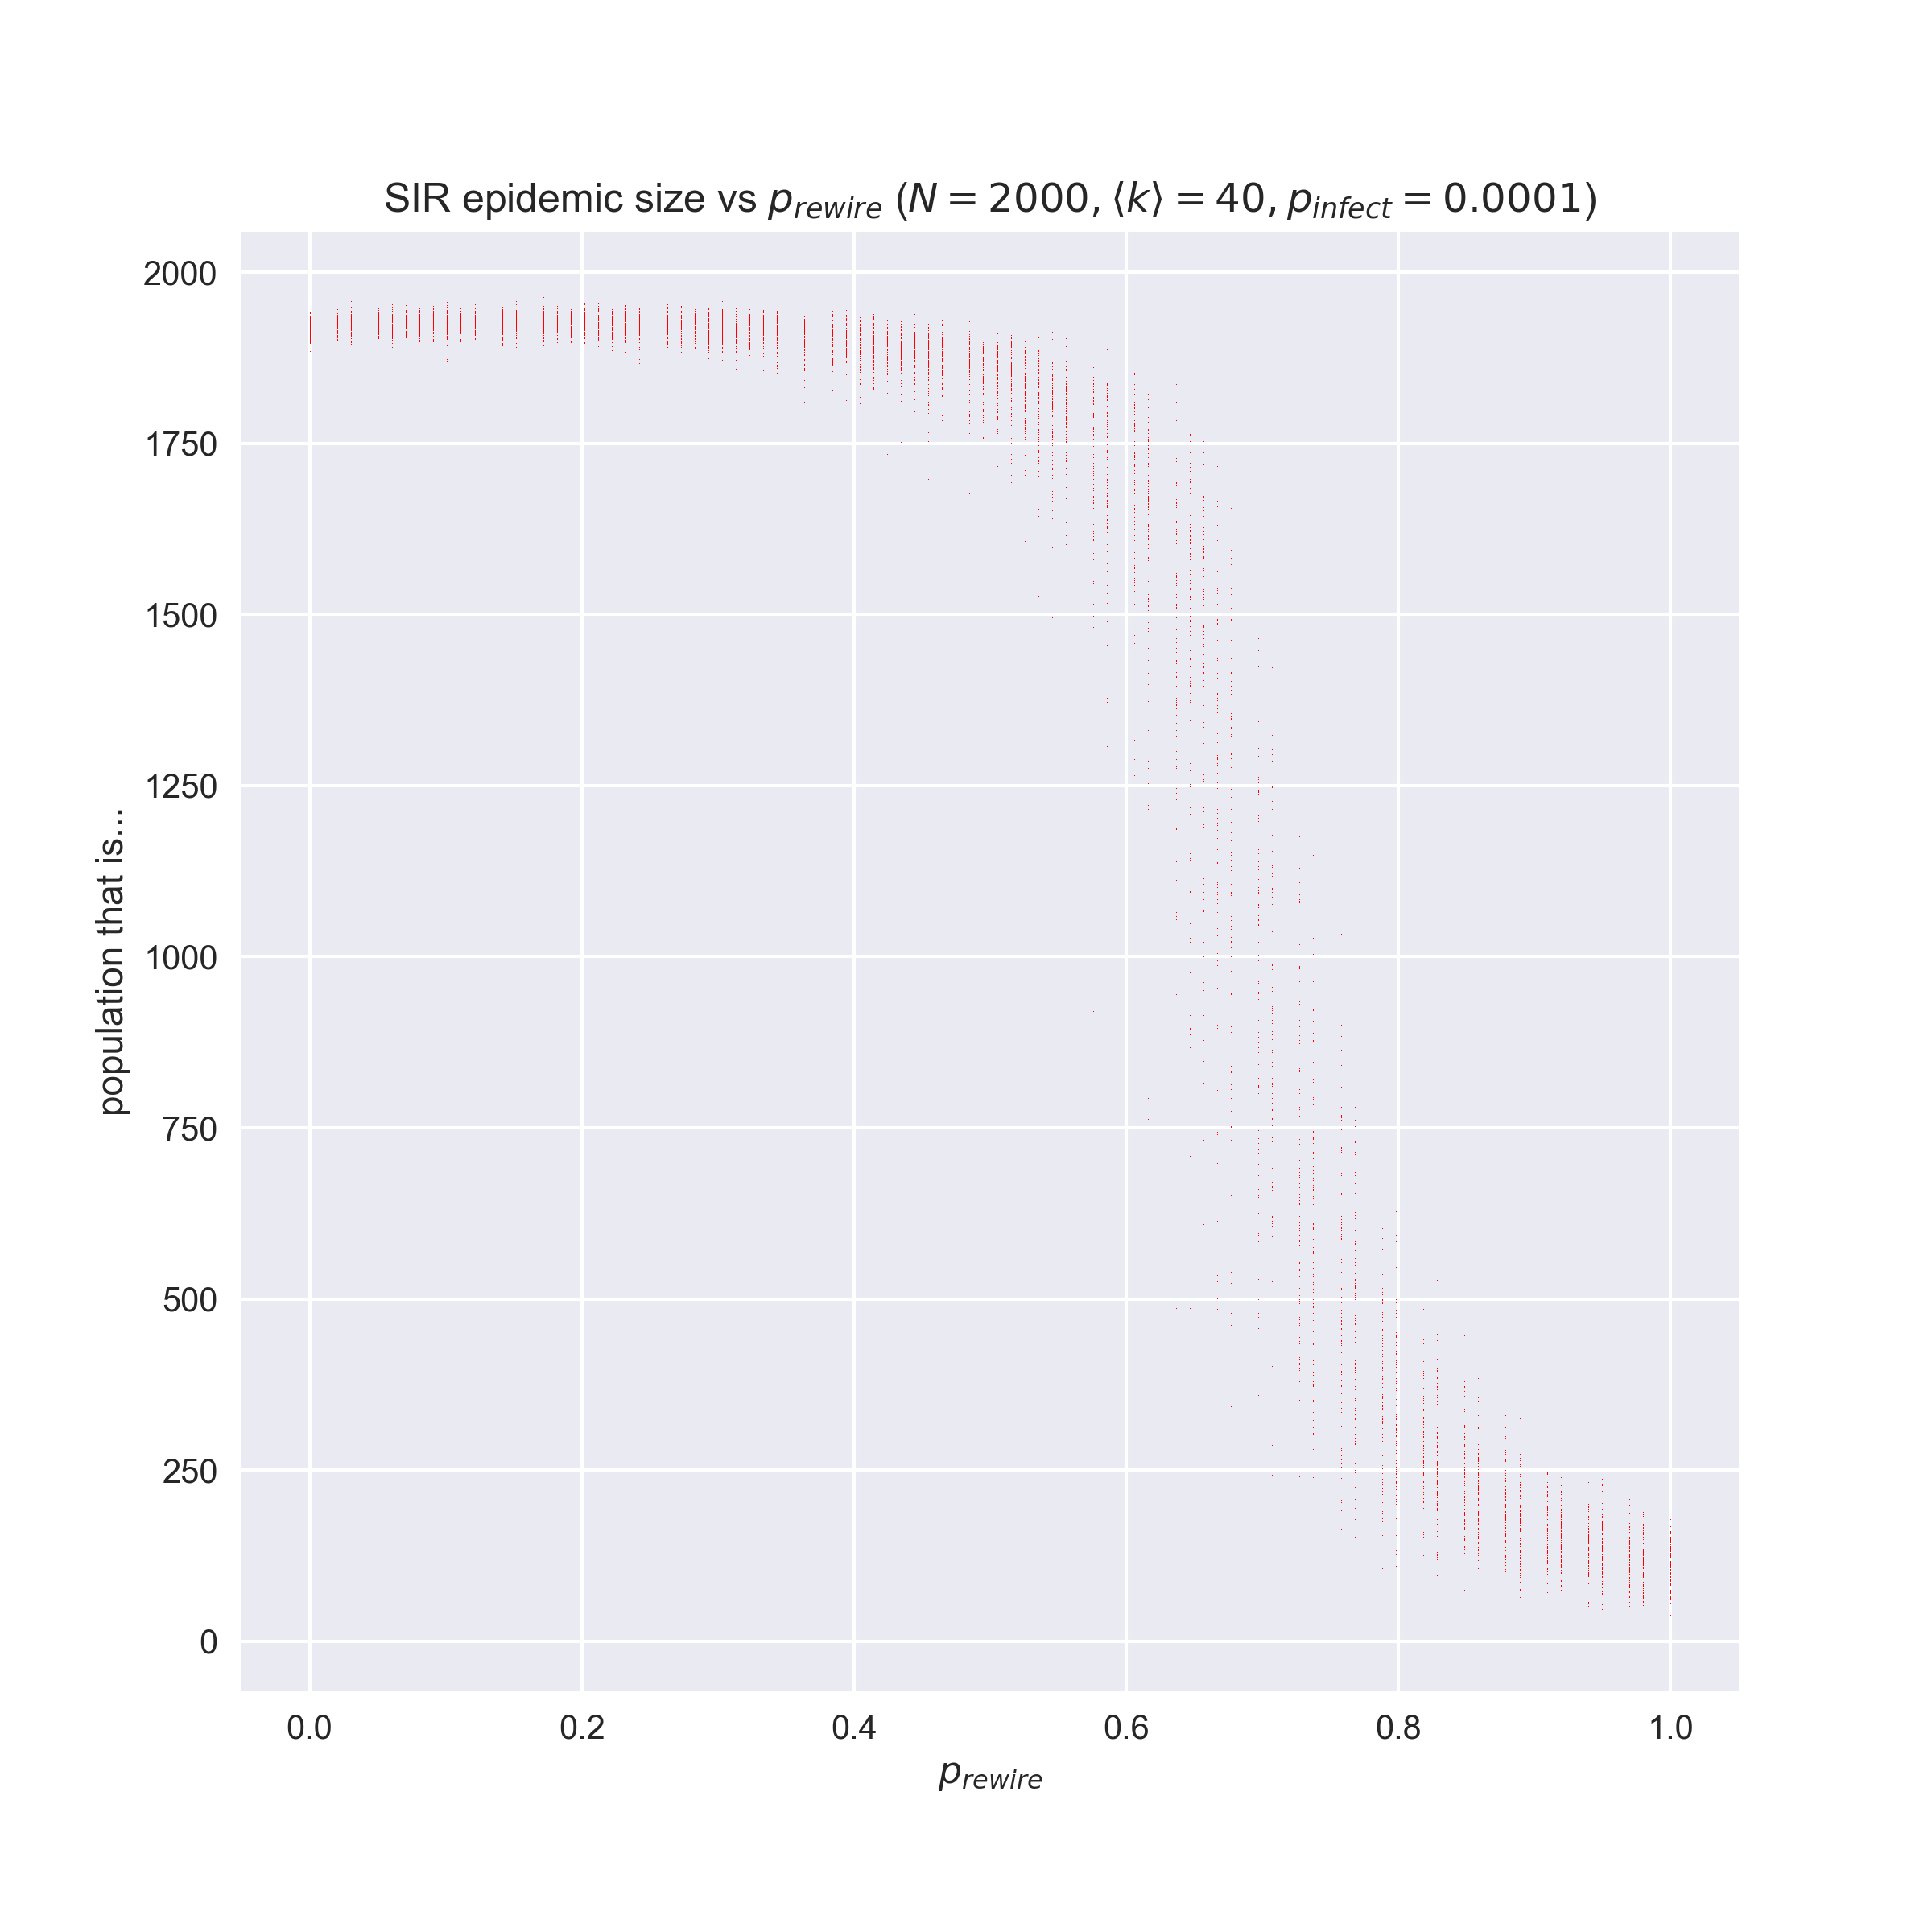 SIR epidemic size vs p_rewire (N = 2000, ⟨k⟩ = 40, p_infect = 0.0001)
2000
1750
1500
1250
1000
750
500
250
0
population that is...
0.0 0.2 0.4 0.6 0.8 1.0
p_rewire